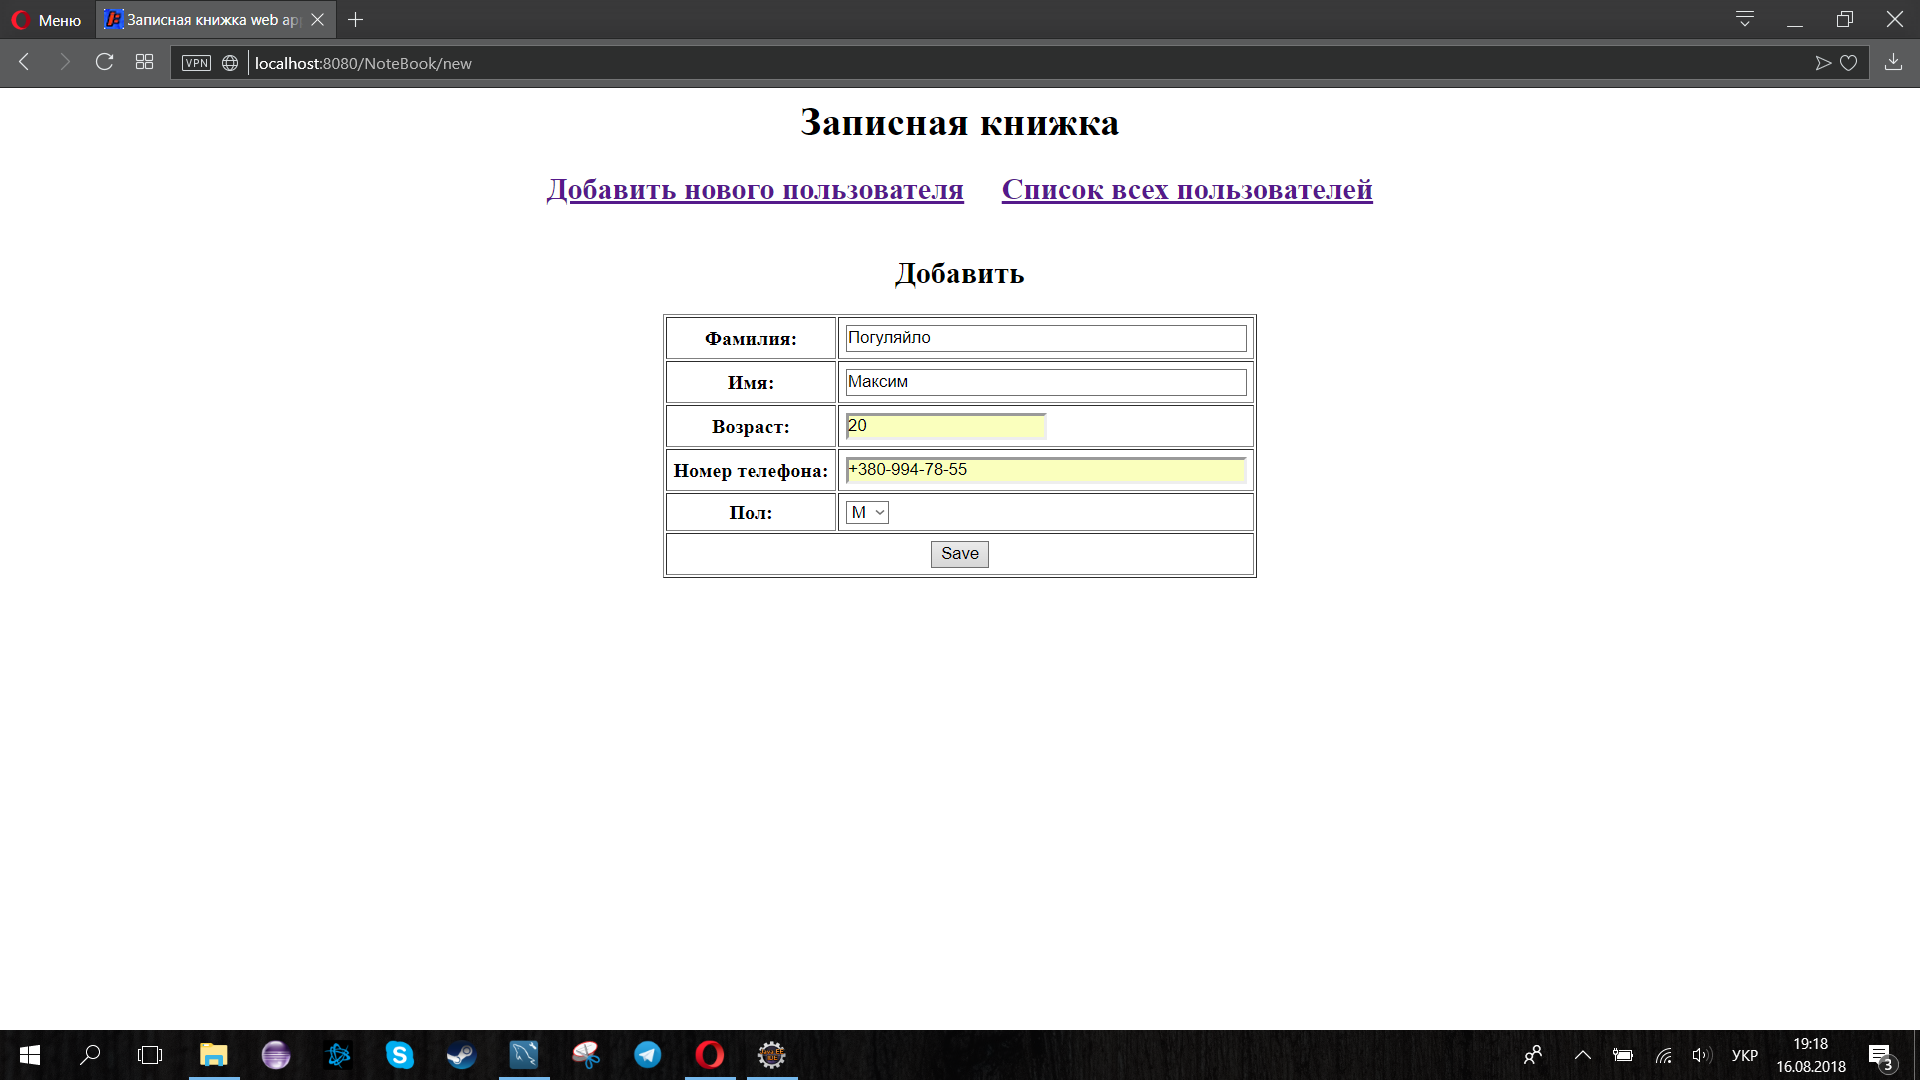 Меню
Записная книжка web app
VPN
localhost:8080/NoteBook/new
Записная книжка
Добавить нового пользователя Список всех пользователей
Добавить
Фамилия: Погуляйло
Имя: Максим
Возраст: 20
Номер телефона: +380-994-78-55
Пол: М
Save
УКР
19:18
16.08.2018
3